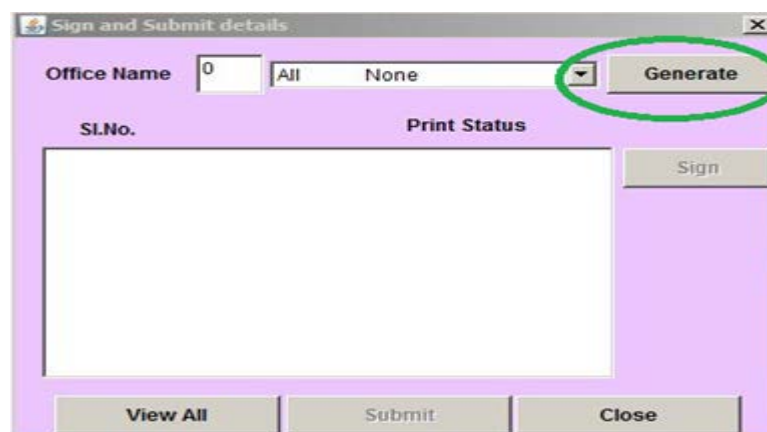 Sign and Submit details
Office Name 0 All None Generate
Sl.No. Print Status
Sign
View All Submit Close